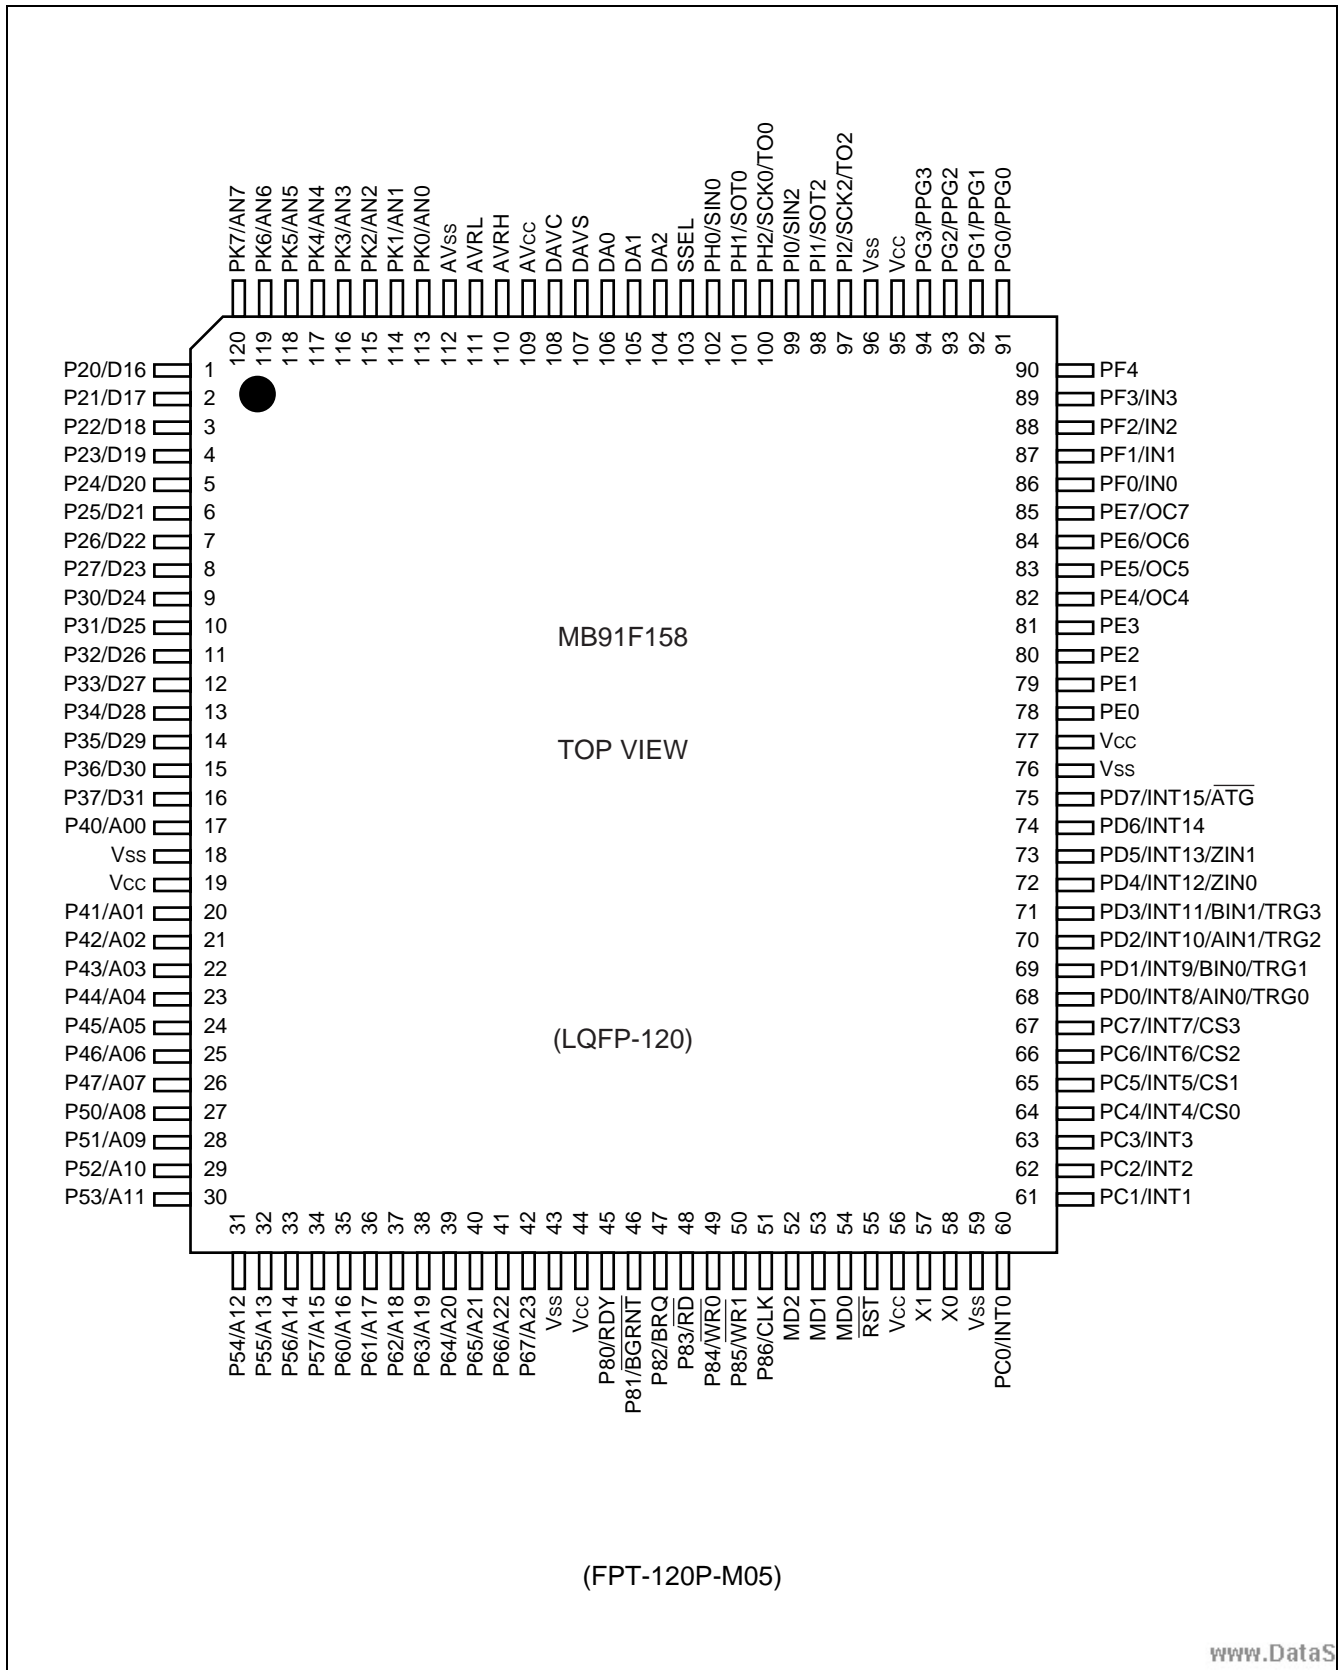 PK7/AN7
PK6/AN6
PK5/AN5
PK4/AN4
PK3/AN3
PK2/AN2
PK1/AN1
PK0/AN0
AVss
AVRL
AVRH
AVcc
DAVC
DAVS
DA0
DA1
DA2
SSEL
PH0/SIN0
PH1/SOT0
PH2/SCK0/TO0
PI0/SIN2
PI1/SOT2
PI2/SCK2/TO2
Vss
Vcc
PG3/PPG3
PG2/PPG2
PG1/PPG1
PG0/PPG0
120
119
118
117
116
115
114
113
112
111
110
109
108
107
106
105
104
103
102
101
100
99
98
97
96
95
94
93
92
91
P20/D16 1
P21/D17 2
P22/D18 3
P23/D19 4
P24/D20 5
P25/D21 6
P26/D22 7
P27/D23 8
P30/D24 9
P31/D25 10
P32/D26 11
P33/D27 12
P34/D28 13
P35/D29 14
P36/D30 15
P37/D31 16
P40/A00 17
Vss 18
Vcc 19
P41/A01 20
P42/A02 21
P43/A03 22
P44/A04 23
P45/A05 24
P46/A06 25
P47/A07 26
P50/A08 27
P51/A09 28
P52/A10 29
P53/A11 30
MB91F158
TOP VIEW
(LQFP-120)
90 PF4
89 PF3/IN3
88 PF2/IN2
87 PF1/IN1
86 PF0/IN0
85 PE7/OC7
84 PE6/OC6
83 PE5/OC5
82 PE4/OC4
81 PE3
80 PE2
79 PE1
78 PE0
77 Vcc
76 Vss
75 PD7/INT15/A̅T̅G̅
74 PD6/INT14
73 PD5/INT13/ZIN1
72 PD4/INT12/ZIN0
71 PD3/INT11/BIN1/TRG3
70 PD2/INT10/AIN1/TRG2
69 PD1/INT9/BIN0/TRG1
68 PD0/INT8/AIN0/TRG0
67 PC7/INT7/CS3
66 PC6/INT6/CS2
65 PC5/INT5/CS1
64 PC4/INT4/CS0
63 PC3/INT3
62 PC2/INT2
61 PC1/INT1
31
32
33
34
35
36
37
38
39
40
41
42
43
44
45
46
47
48
49
50
51
52
53
54
55
56
57
58
59
60
P54/A12
P55/A13
P56/A14
P57/A15
P60/A16
P61/A17
P62/A18
P63/A19
P64/A20
P65/A21
P66/A22
P67/A23
Vss
Vcc
P80/RDY
P81/B̅G̅R̅N̅T̅
P82/BRQ
P83/R̅D̅
P84/W̅R̅0̅
P85/W̅R̅1̅
P86/CLK
MD2
MD1
MD0
R̅S̅T̅
Vcc
X1
X0
Vss
PC0/INT0
(FPT-120P-M05)
www.DataS